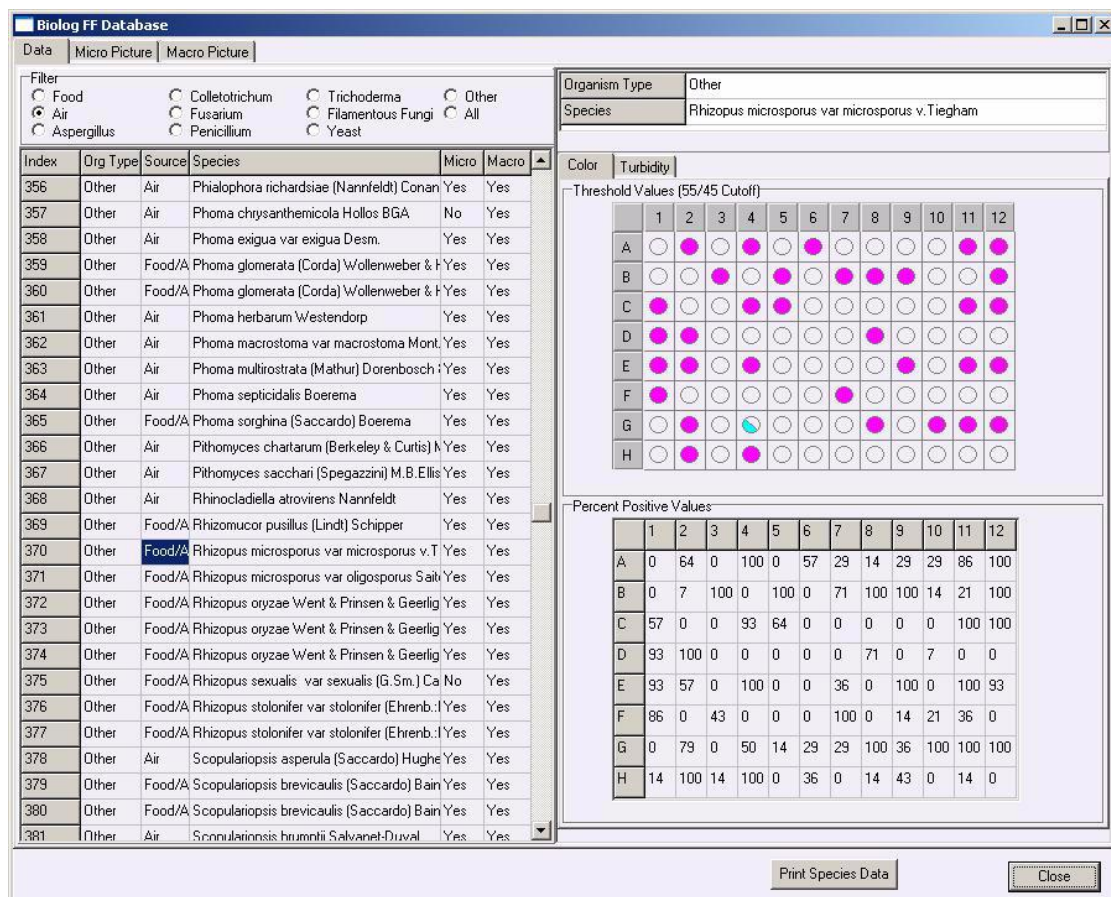 Biolog FF Database
Data Micro Picture Macro Picture
Filter
Food Colletotrichum Trichoderma Other
Air Fusarium Filamentous Fungi All
Aspergillus Penicillium Yeast
Index Org Type Source Species Micro Macro
356 Other Air Phialophora richardsiae (Nannfeldt) Conan Yes Yes
357 Other Air Phoma chrysanthemicola Hollos BGA No Yes
358 Other Air Phoma exigua var exigua Desm. Yes Yes
359 Other Food/A Phoma glomerata (Corda) Wollenweber & H Yes Yes
360 Other Food/A Phoma glomerata (Corda) Wollenweber & H Yes Yes
361 Other Air Phoma herbarum Westendorp Yes Yes
362 Other Air Phoma macrostoma var macrostoma Mont. Yes Yes
363 Other Air Phoma multirostrata (Mathur) Dorenbosch Yes Yes
364 Other Air Phoma septicidalis Boerema Yes Yes
365 Other Food/A Phoma sorghina (Saccardo) Boerema Yes Yes
366 Other Air Pithomyces chartarum (Berkeley & Curtis) M Yes Yes
367 Other Air Pithomyces sacchari (Spegazzini) M.B.Ellis Yes Yes
368 Other Air Rhinocladiella atrovirens Nannfeldt Yes Yes
369 Other Food/A Rhizomucor pusillus (Lindt) Schipper Yes Yes
370 Other Food/A Rhizopus microsporus var microsporus v.T Yes Yes
371 Other Food/A Rhizopus microsporus var oligosporus Saito Yes Yes
372 Other Food/A Rhizopus oryzae Went & Prinsen & Geerlig Yes Yes
373 Other Food/A Rhizopus oryzae Went & Prinsen & Geerlig Yes Yes
374 Other Food/A Rhizopus oryzae Went & Prinsen & Geerlig Yes Yes
375 Other Food/A Rhizopus sexualis var sexualis (G.Sm.) Ca No Yes
376 Other Food/A Rhizopus stolonifer var stolonifer (Ehrenb.: Yes Yes
377 Other Food/A Rhizopus stolonifer var stolonifer (Ehrenb.: Yes Yes
378 Other Air Scopulariopsis asperula (Saccardo) Hughe Yes Yes
379 Other Food/A Scopulariopsis brevicaulis (Saccardo) Bain Yes Yes
380 Other Food/A Scopulariopsis brevicaulis (Saccardo) Bain Yes Yes
381 Other Air Scopulariopsis brumptii Salvanet-Duval Yes Yes
Organism Type Other
Species Rhizopus microsporus var microsporus v.Tiegham
Color Turbidity
Threshold Values (55/45 Cutoff)
1 2 3 4 5 6 7 8 9 10 11 12
A
B
C
D
E
F
G
H
Percent Positive Values
1 2 3 4 5 6 7 8 9 10 11 12
A 0 64 0 100 0 57 29 14 29 29 86 100
B 0 7 100 0 100 0 71 100 100 14 21 100
C 57 0 0 93 64 0 0 0 0 0 100 100
D 93 100 0 0 0 0 0 71 0 7 0 0
E 93 57 0 100 0 0 36 0 100 0 100 93
F 86 0 43 0 0 0 100 0 14 21 36 0
G 0 79 0 50 14 29 29 100 36 100 100 100
H 14 100 14 100 0 36 0 14 43 0 14 0
Print Species Data Close